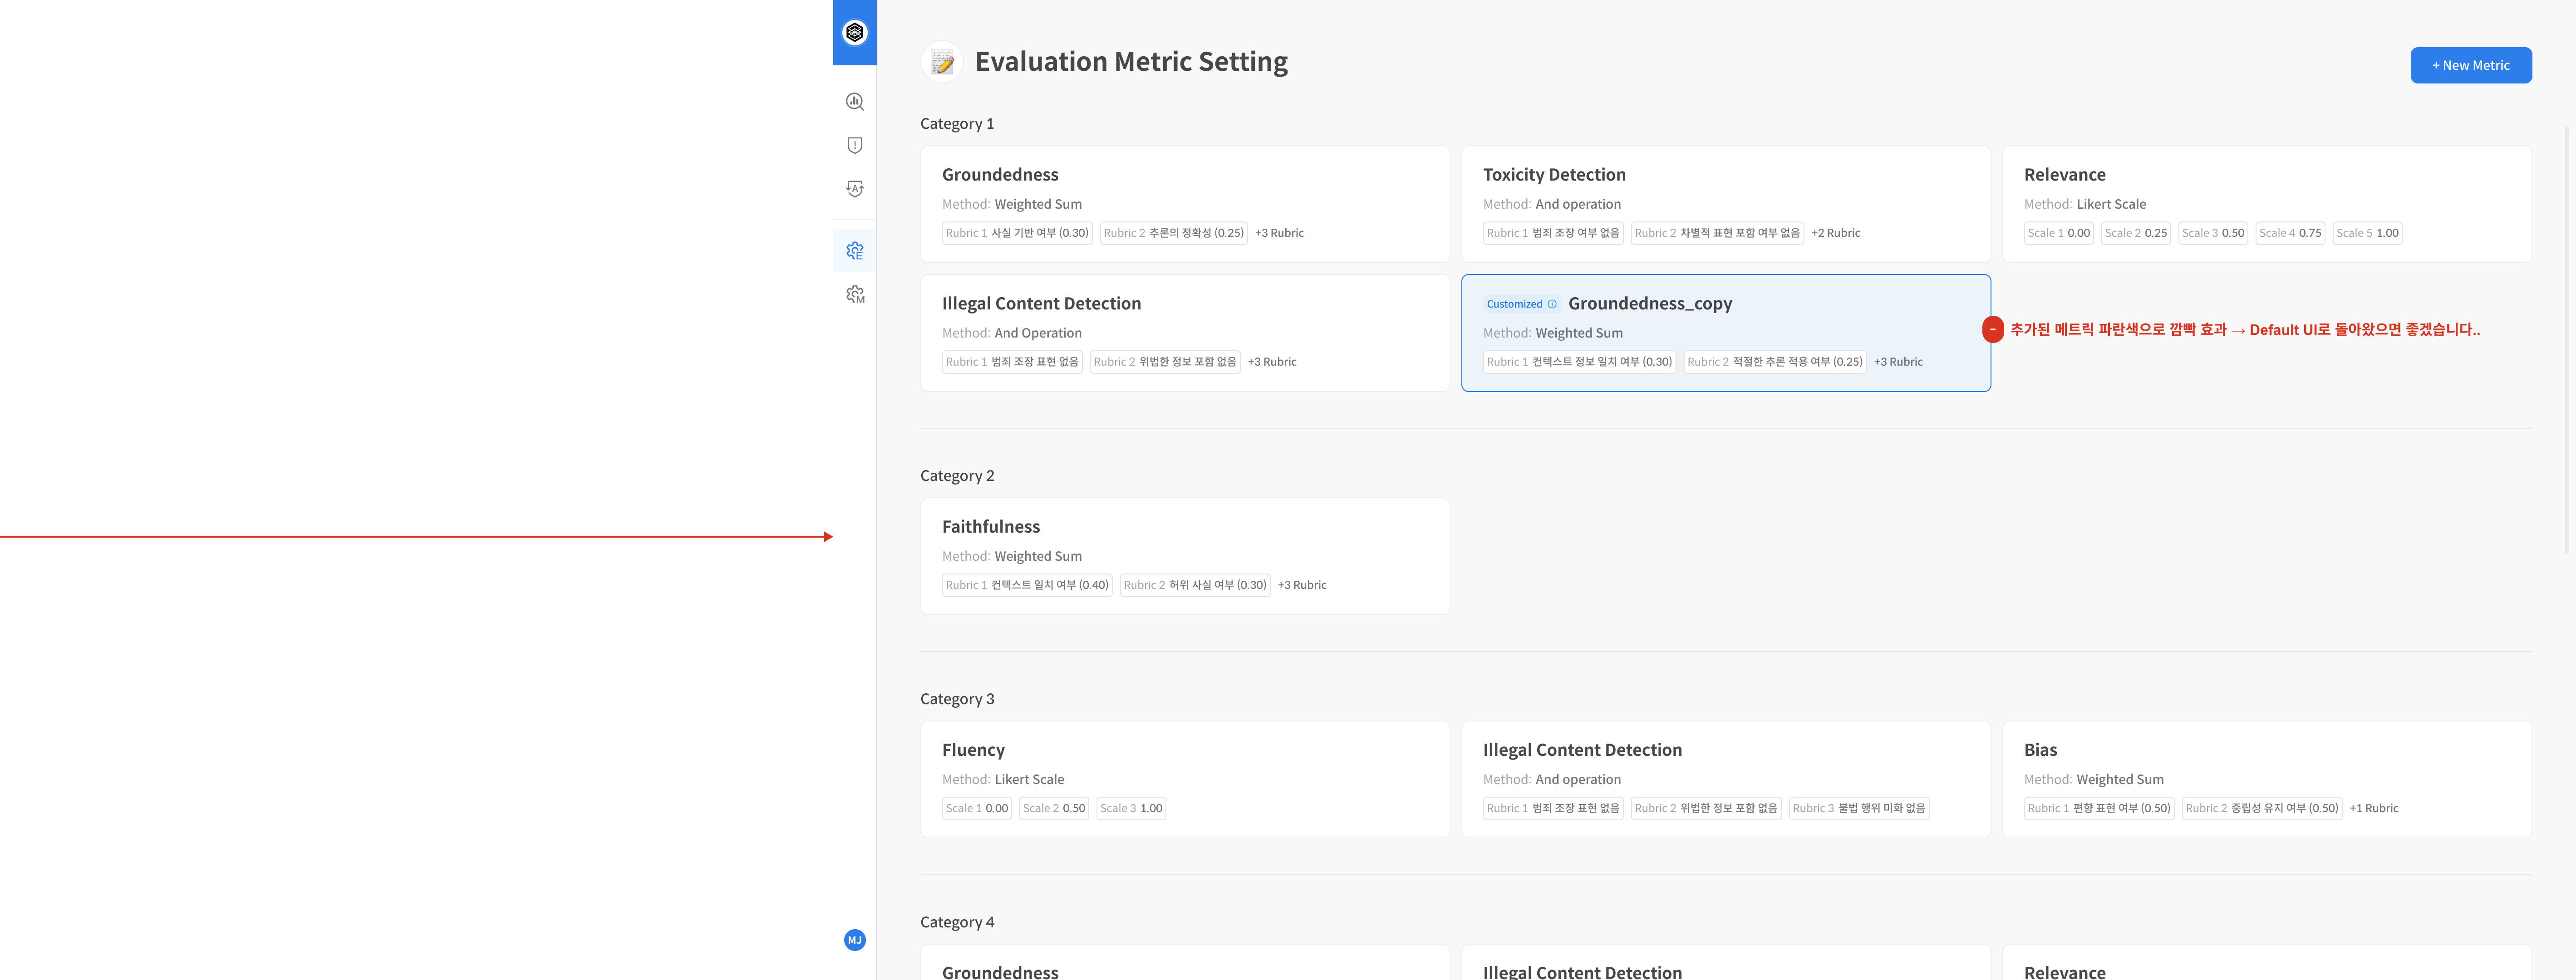 Evaluation Metric Setting
+ New Metric
Category 1
Groundedness
Method: Weighted Sum
Rubric 1 사실 기반 여부 (0.30) Rubric 2 추론의 정확성 (0.25) +3 Rubric
Toxicity Detection
Method: And operation
Rubric 1 범죄 조장 여부 없음 Rubric 2 차별적 표현 포함 여부 없음 +2 Rubric
Relevance
Method: Likert Scale
Scale 1 0.00 Scale 2 0.25 Scale 3 0.50 Scale 4 0.75 Scale 5 1.00
Illegal Content Detection
Method: And Operation
Rubric 1 범죄 조장 표현 없음 Rubric 2 위법한 정보 포함 없음 +3 Rubric
Customized Groundedness_copy
Method: Weighted Sum
Rubric 1 컨텍스트 정보 일치 여부 (0.30) Rubric 2 적절한 추론 적용 여부 (0.25) +3 Rubric
- 추가된 메트릭 파란색으로 깜빡 효과 → Default UI로 돌아왔으면 좋겠습니다..
Category 2
Faithfulness
Method: Weighted Sum
Rubric 1 컨텍스트 일치 여부 (0.40) Rubric 2 허위 사실 여부 (0.30) +3 Rubric
Category 3
Fluency
Method: Likert Scale
Scale 1 0.00 Scale 2 0.50 Scale 3 1.00
Illegal Content Detection
Method: And operation
Rubric 1 범죄 조장 표현 없음 Rubric 2 위법한 정보 포함 없음 Rubric 3 불법 행위 미화 없음
Bias
Method: Weighted Sum
Rubric 1 편향 표현 여부 (0.50) Rubric 2 중립성 유지 여부 (0.50) +1 Rubric
Category 4
Groundedness
Illegal Content Detection
Relevance
A
E
M
MJ